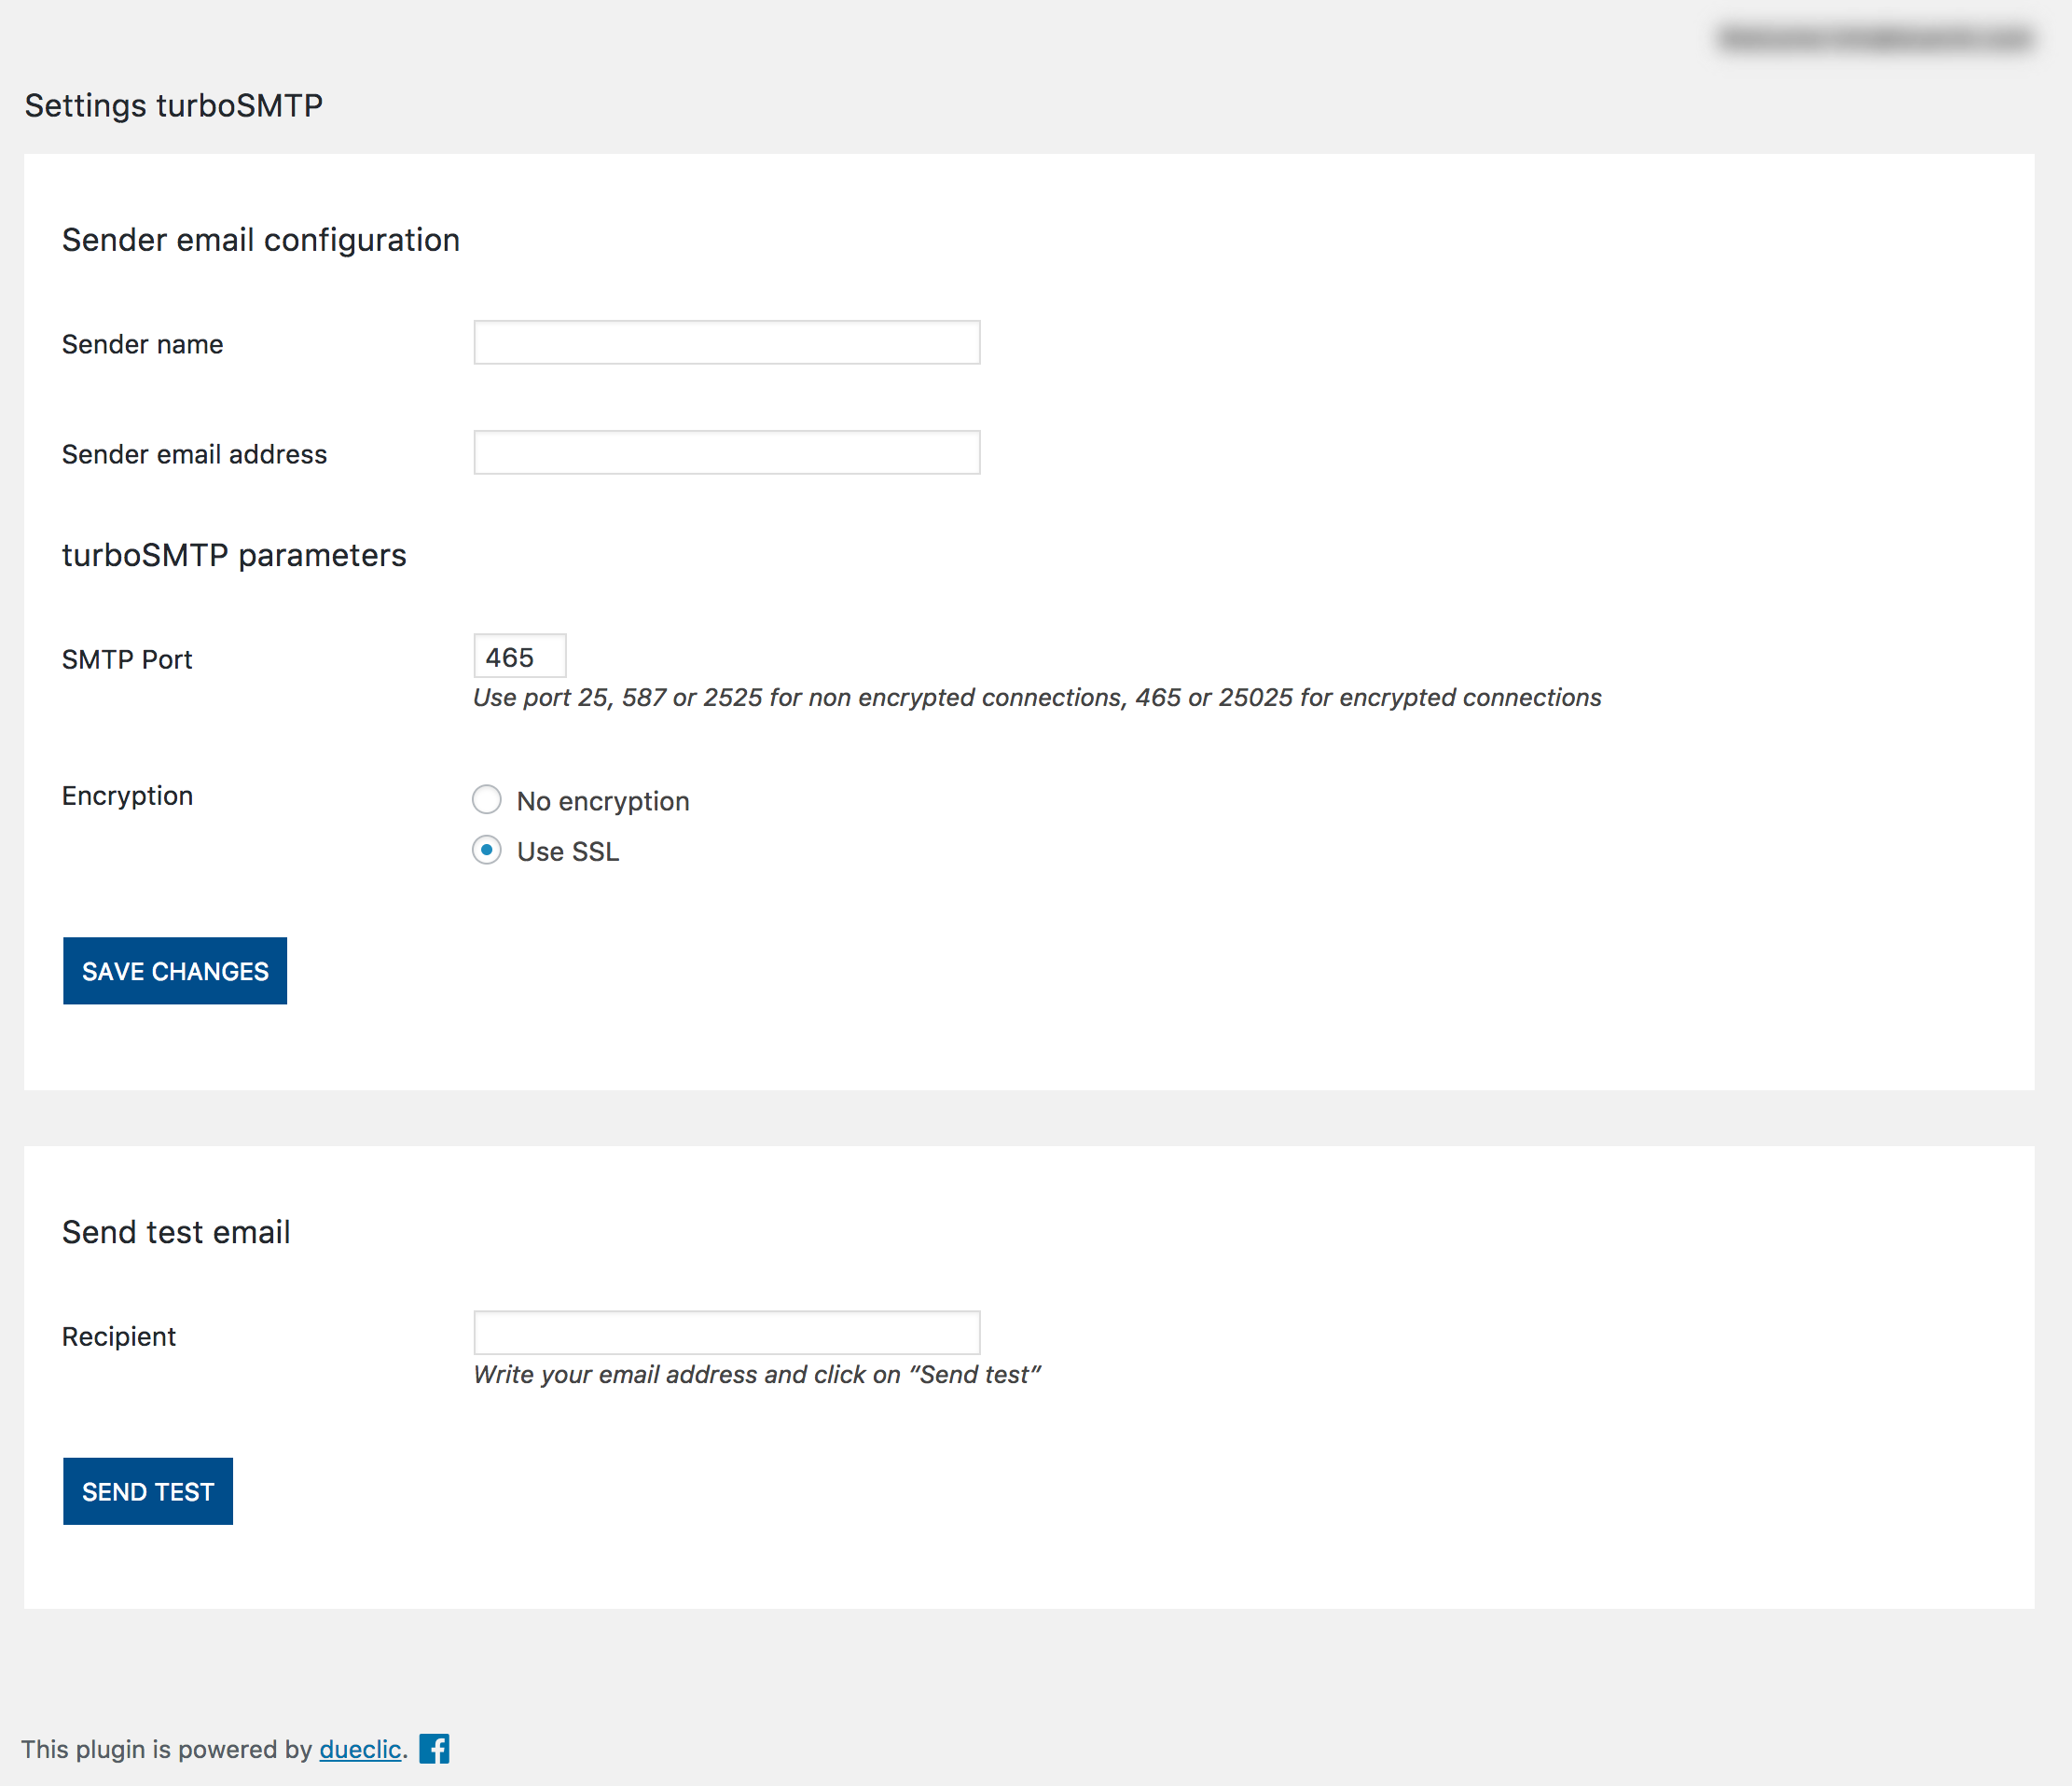 Settings turboSMTP
Sender email configuration
Sender name
Sender email address
turboSMTP parameters
SMTP Port
465
Use port 25, 587 or 2525 for non encrypted connections, 465 or 25025 for encrypted connections
Encryption
No encryption
Use SSL
SAVE CHANGES
Send test email
Recipient
Write your email address and click on “Send test”
SEND TEST
This plugin is powered by dueclic.